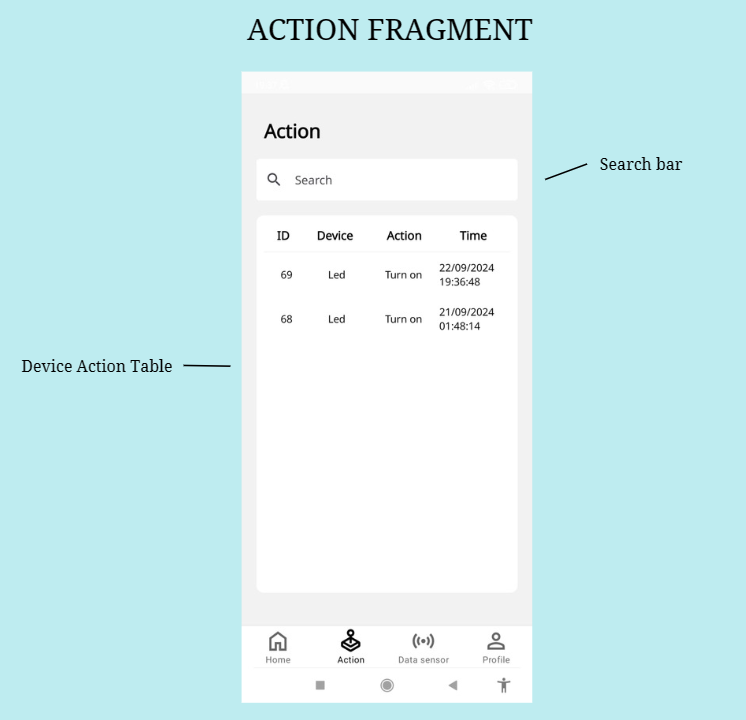 ACTION FRAGMENT
Action
Search bar
Search
ID Device Action Time
69 Led Turn on 22/09/2024
19:36:48
68 Led Turn on 21/09/2024
01:48:14
Device Action Table
Home Action Data sensor Profile